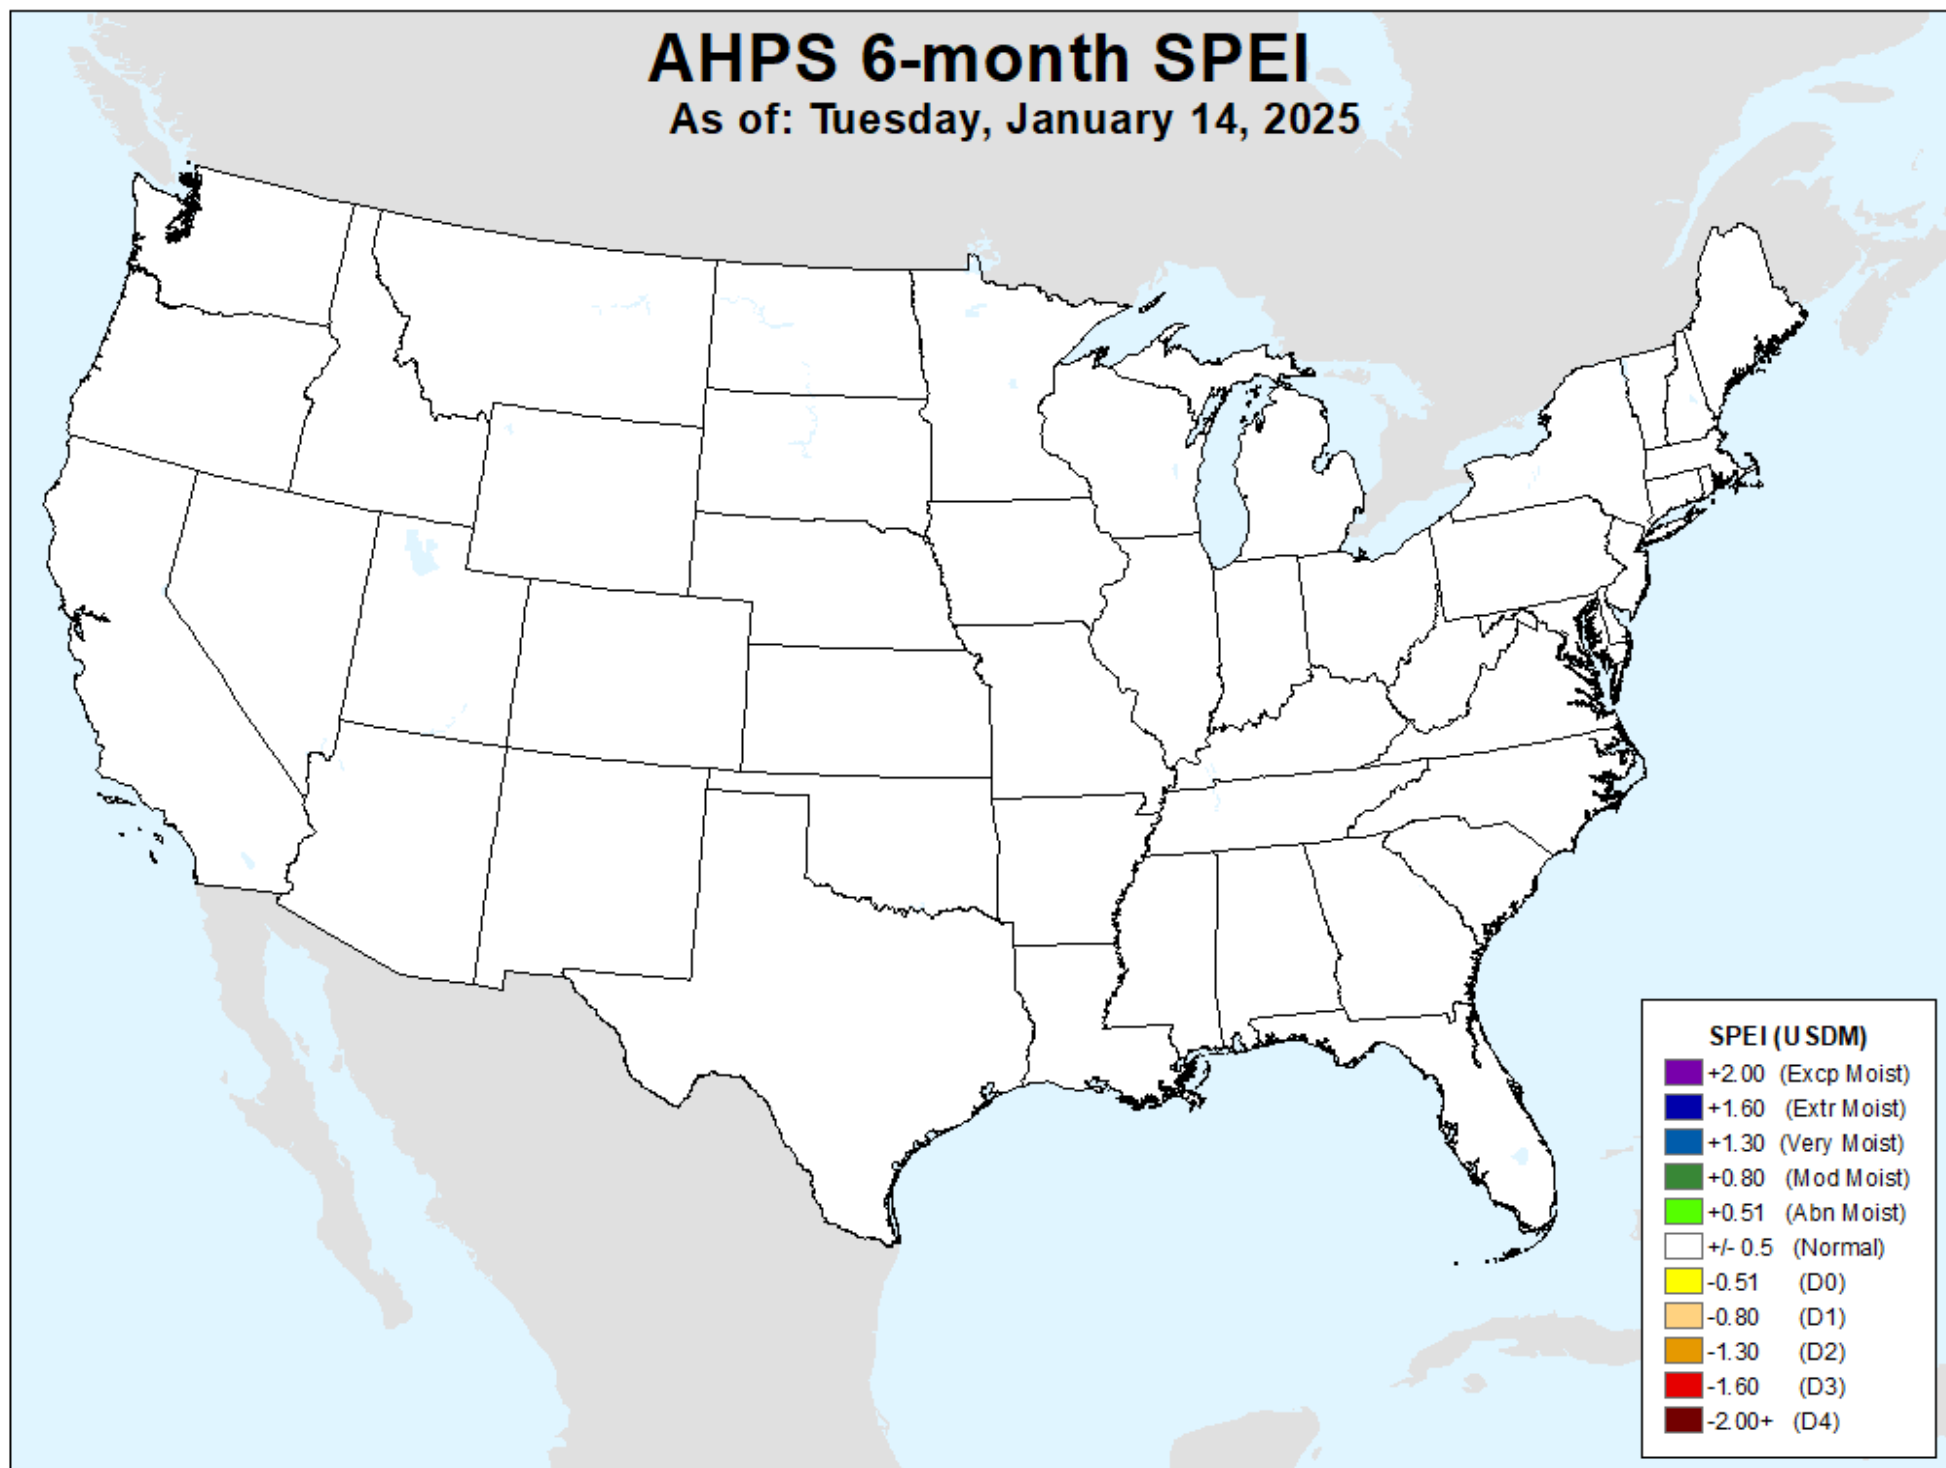 AHPS 6-month SPEI
As of: Tuesday, January 14, 2025
SPEI (USDM)
+2.00 (Excp Moist)
+1.60 (Extr Moist)
+1.30 (Very Moist)
+0.80 (Mod Moist)
+0.51 (Abn Moist)
+/- 0.5 (Normal)
-0.51 (D0)
-0.80 (D1)
-1.30 (D2)
-1.60 (D3)
-2.00+ (D4)